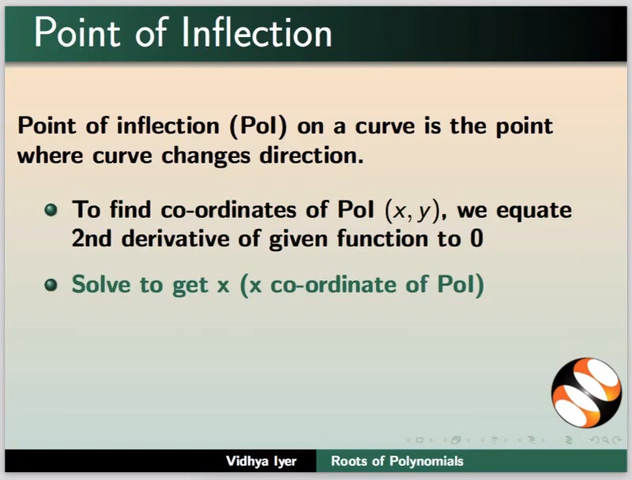 Point of Inflection
Point of inflection (PoI) on a curve is the point
where curve changes direction.
To find co-ordinates of PoI (x, y), we equate
2nd derivative of given function to 0
Solve to get x (x co-ordinate of PoI)
Vidhya Iyer Roots of Polynomials